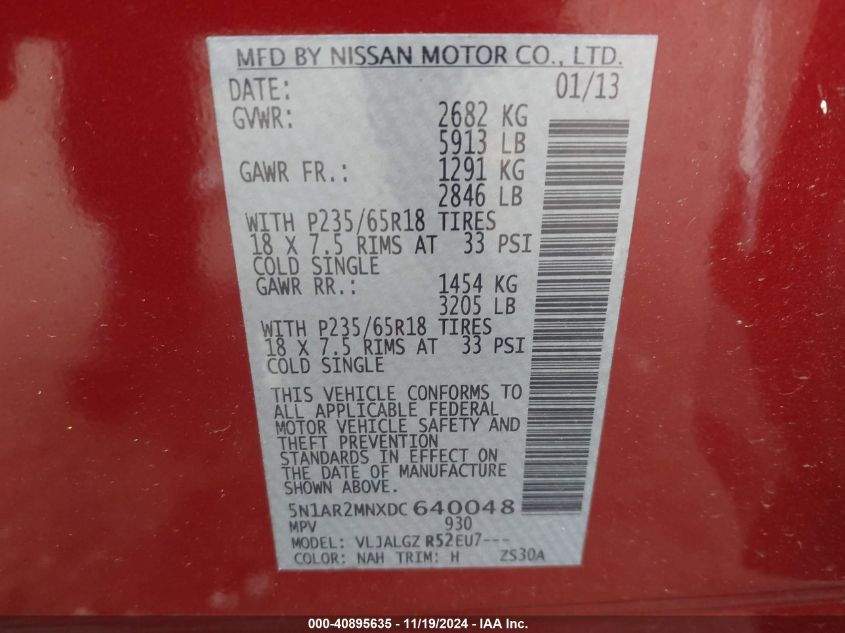 MFD BY NISSAN MOTOR CO., LTD.
DATE: 01/13
GVWR: 2682 KG
5913 LB
GAWR FR.: 1291 KG
2846 LB
WITH P235/65R18 TIRES
18 X 7.5 RIMS AT 33 PSI
COLD SINGLE
GAWR RR.: 1454 KG
3205 LB
WITH P235/65R18 TIRES
18 X 7.5 RIMS AT 33 PSI
COLD SINGLE
THIS VEHICLE CONFORMS TO
ALL APPLICABLE FEDERAL
MOTOR VEHICLE SAFETY AND
THEFT PREVENTION
STANDARDS IN EFFECT ON
THE DATE OF MANUFACTURE
SHOWN ABOVE.
5N1AR2MNXDC640048
MPV 930
MODEL: VLJALGZ R52EU7---
COLOR: NAH TRIM: H ZS30A
000-40895635 - 11/19/2024 - IAA Inc.